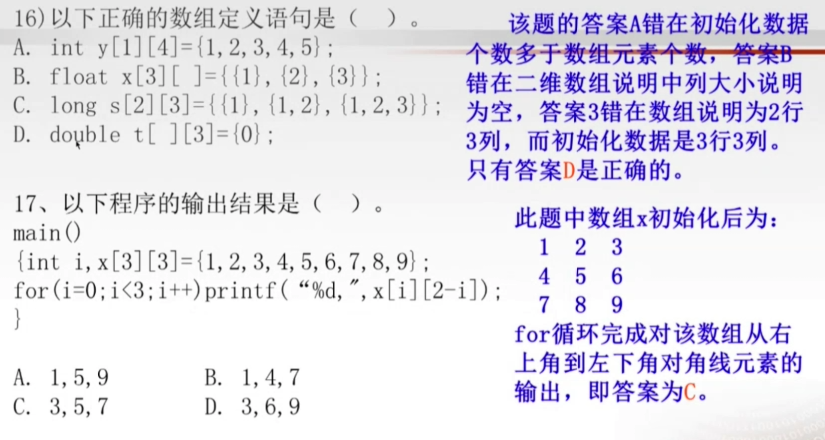 16)以下正确的数组定义语句是（　）。
A. int y[1][4]={1,2,3,4,5};
B. float x[3][ ]={{1},{2},{3}};
C. long s[2][3]={{1},{1,2},{1,2,3}};
D. double t[ ][3]={0};
该题的答案A错在初始化数据
个数多于数组元素个数，答案B
错在二维数组说明中列大小说明
为空，答案3错在数组说明为2行
3列，而初始化数据是3行3列。
只有答案D是正确的。
17、以下程序的输出结果是（　）。
main()
{int i,x[3][3]={1,2,3,4,5,6,7,8,9};
for(i=0;i<3;i++)printf(“%d,",x[i][2-i]);
}
A. 1,5,9 B. 1,4,7
C. 3,5,7 D. 3,6,9
此题中数组x初始化后为：
1 2 3
4 5 6
7 8 9
for循环完成对该数组从右
上角到左下角对角线元素的
输出，即答案为C。